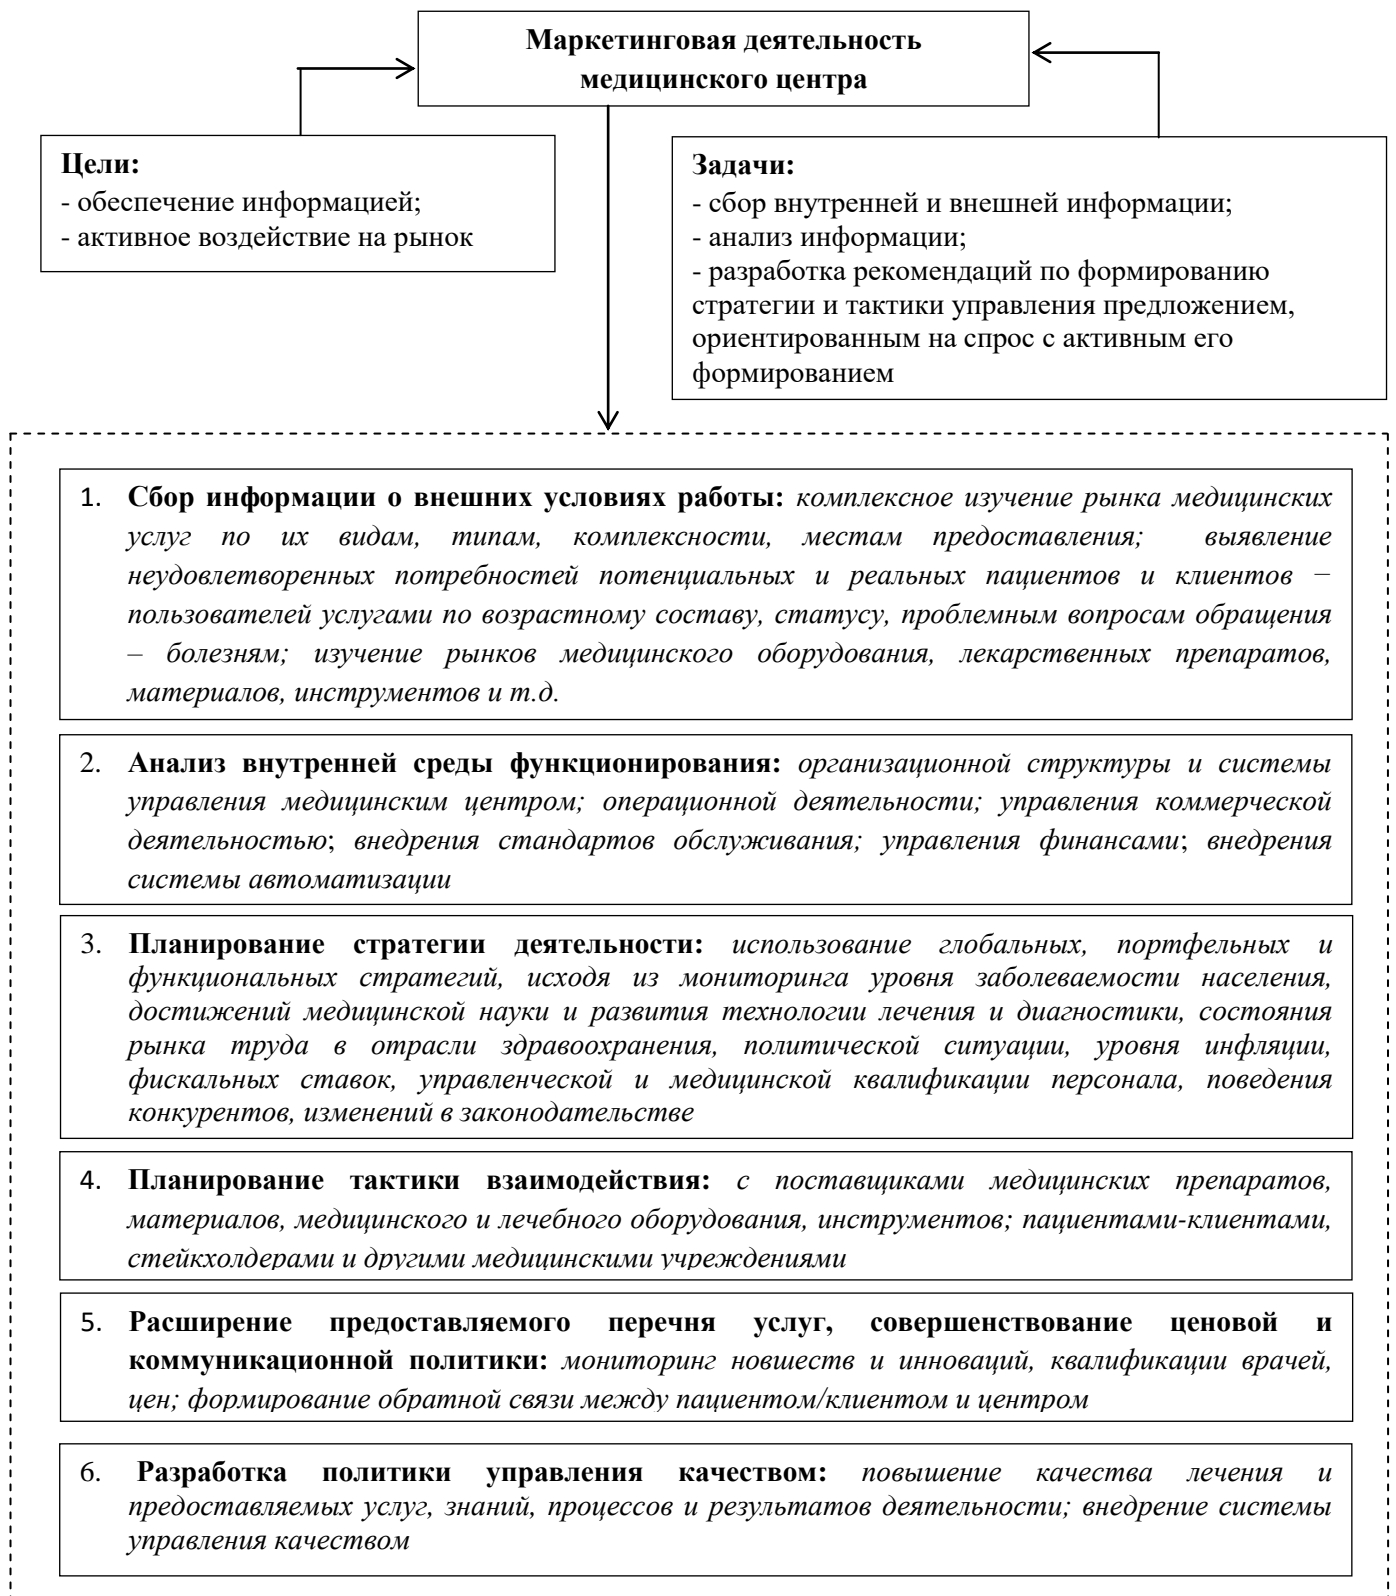 Маркетинговая деятельность
медицинского центра
Цели:
- обеспечение информацией;
- активное воздействие на рынок
Задачи:
- сбор внутренней и внешней информации;
- анализ информации;
- разработка рекомендаций по формированию
стратегии и тактики управления предложением,
ориентированным на спрос с активным его
формированием
1. Сбор информации о внешних условиях работы: комплексное изучение рынка медицинских
услуг по их видам, типам, комплексности, местам предоставления; выявление
неудовлетворенных потребностей потенциальных и реальных пациентов и клиентов –
пользователей услугами по возрастному составу, статусу, проблемным вопросам обращения
– болезням; изучение рынков медицинского оборудования, лекарственных препаратов,
материалов, инструментов и т.д.
2. Анализ внутренней среды функционирования: организационной структуры и системы
управления медицинским центром; операционной деятельности; управления коммерческой
деятельностью; внедрения стандартов обслуживания; управления финансами; внедрения
системы автоматизации
3. Планирование стратегии деятельности: использование глобальных, портфельных и
функциональных стратегий, исходя из мониторинга уровня заболеваемости населения,
достижений медицинской науки и развития технологии лечения и диагностики, состояния
рынка труда в отрасли здравоохранения, политической ситуации, уровня инфляции,
фискальных ставок, управленческой и медицинской квалификации персонала, поведения
конкурентов, изменений в законодательстве
4. Планирование тактики взаимодействия: с поставщиками медицинских препаратов,
материалов, медицинского и лечебного оборудования, инструментов; пациентами-клиентами,
стейкхолдерами и другими медицинскими учреждениями
5. Расширение предоставляемого перечня услуг, совершенствование ценовой и
коммуникационной политики: мониторинг новшеств и инноваций, квалификации врачей,
цен; формирование обратной связи между пациентом/клиентом и центром
6. Разработка политики управления качеством: повышение качества лечения и
предоставляемых услуг, знаний, процессов и результатов деятельности; внедрение системы
управления качеством